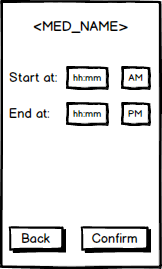 <MED_NAME>
Start at: hh:mm AM
End at: hh:mm PM
Back Confirm